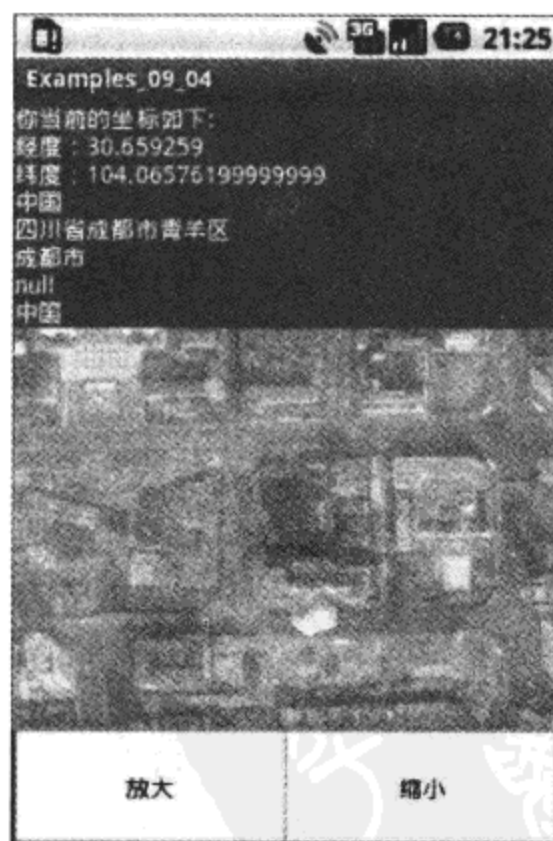 3G
21:25
Examples_09_04
你当前的坐标如下:
经度：30.659259
纬度：104.06576199999999
中国
四川省成都市青羊区
成都市
null
中国
放大
缩小